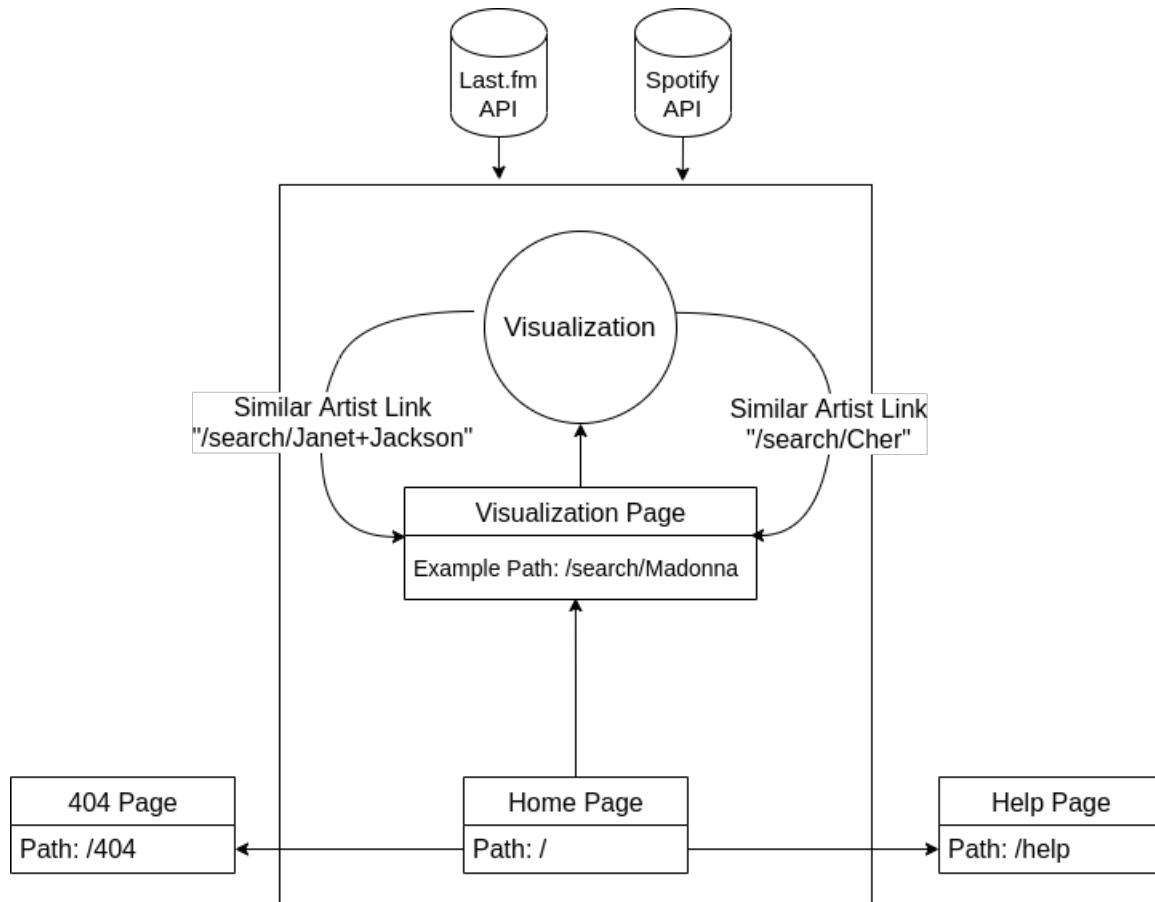 Last.fm
API
Spotify
API
Visualization
Similar Artist Link
"/search/Janet+Jackson"
Similar Artist Link
"/search/Cher"
Visualization Page
Example Path: /search/Madonna
404 Page
Path: /404
Home Page
Path: /
Help Page
Path: /help